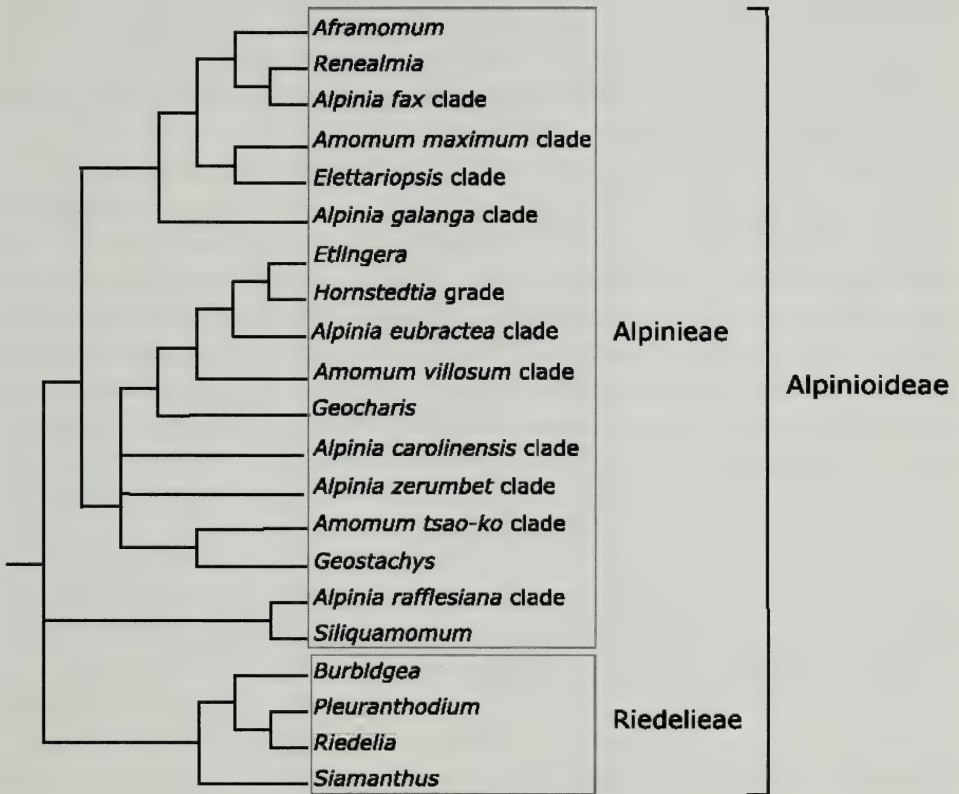 Aframomum
Renealmia
Alpinia fax clade
Amomum maximum clade
Elettariopsis clade
Alpinia galanga clade
Etlingera
Hornstedtia grade
Alpinia eubractea clade
Amomum villosum clade
Geocharis
Alpinia carolinensis clade
Alpinia zerumbet clade
Amomum tsao-ko clade
Geostachys
Alpinia rafflesiana clade
Siliquamomum
Burbidgea
Pleuranthodium
Riedelia
Siamanthus
Alpinieae
Riedelieae
Alpinioideae